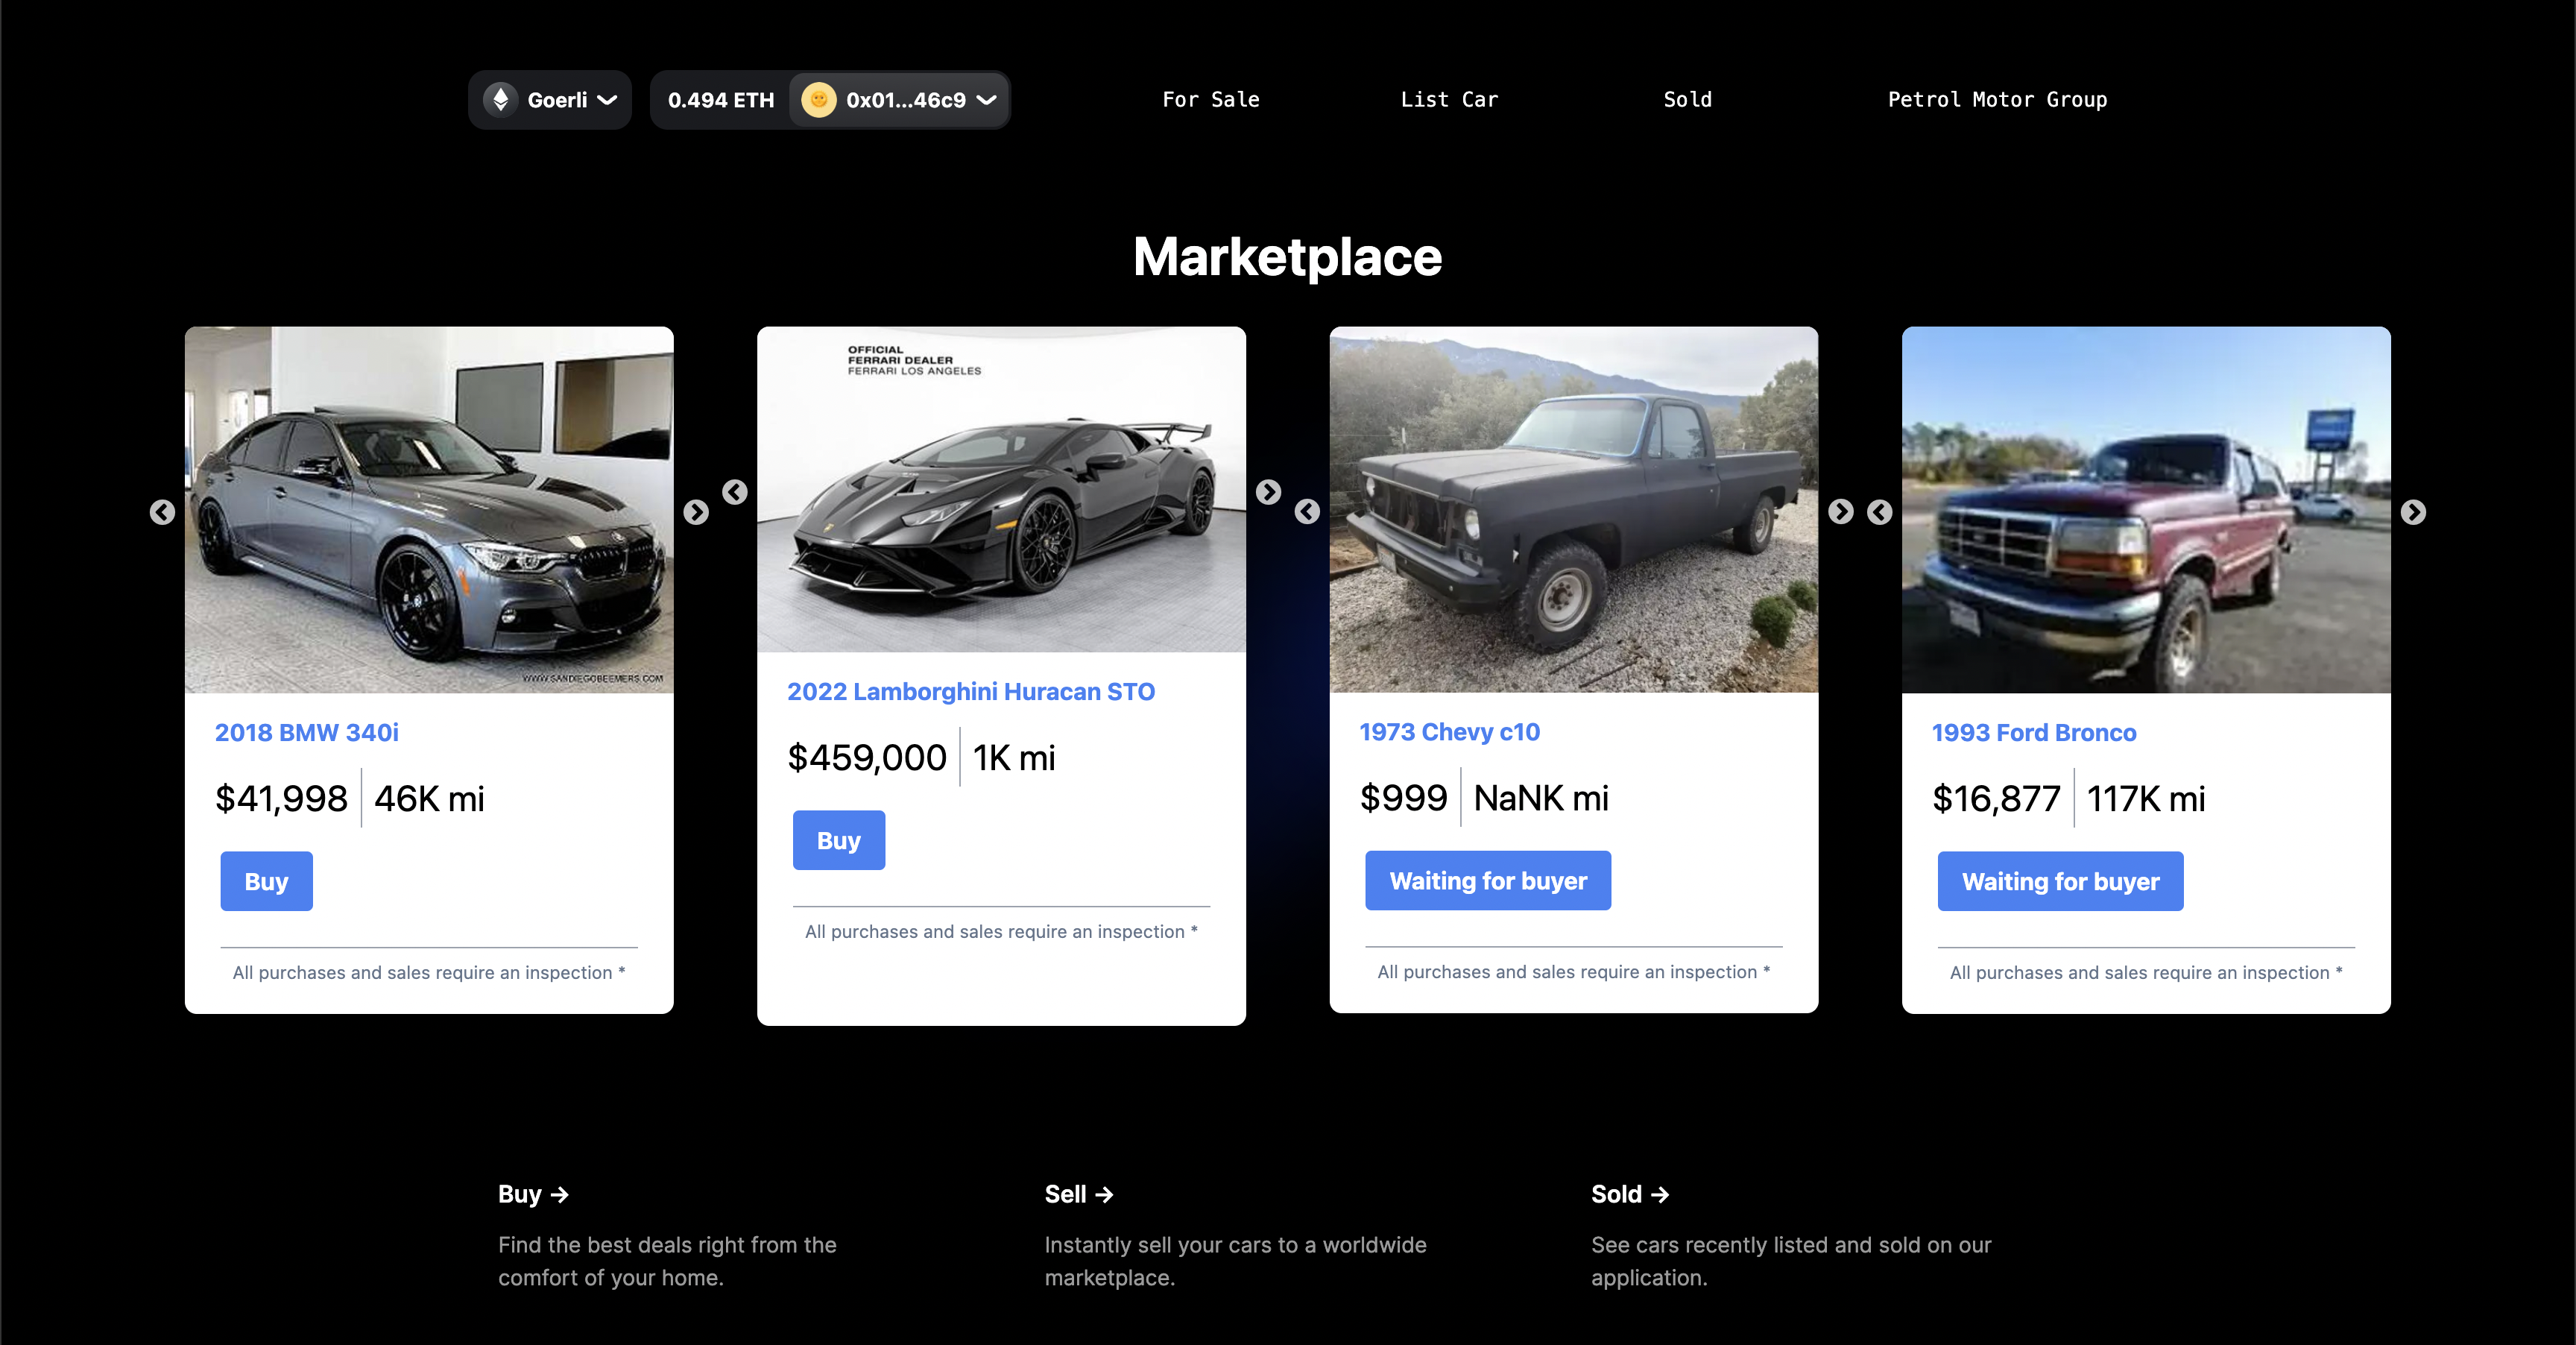 Goerli
0.494 ETH
0x01...46c9
For Sale
List Car
Sold
Petrol Motor Group
Marketplace
WWW.SANDIEGOBEEMERS.COM
2018 BMW 340i
$41,998
46K mi
Buy
All purchases and sales require an inspection *
OFFICIAL
FERRARI DEALER
FERRARI LOS ANGELES
2022 Lamborghini Huracan STO
$459,000
1K mi
Buy
All purchases and sales require an inspection *
1973 Chevy c10
$999
NaNK mi
Waiting for buyer
All purchases and sales require an inspection *
1993 Ford Bronco
$16,877
117K mi
Waiting for buyer
All purchases and sales require an inspection *
Buy →
Find the best deals right from the
comfort of your home.
Sell →
Instantly sell your cars to a worldwide
marketplace.
Sold →
See cars recently listed and sold on our
application.